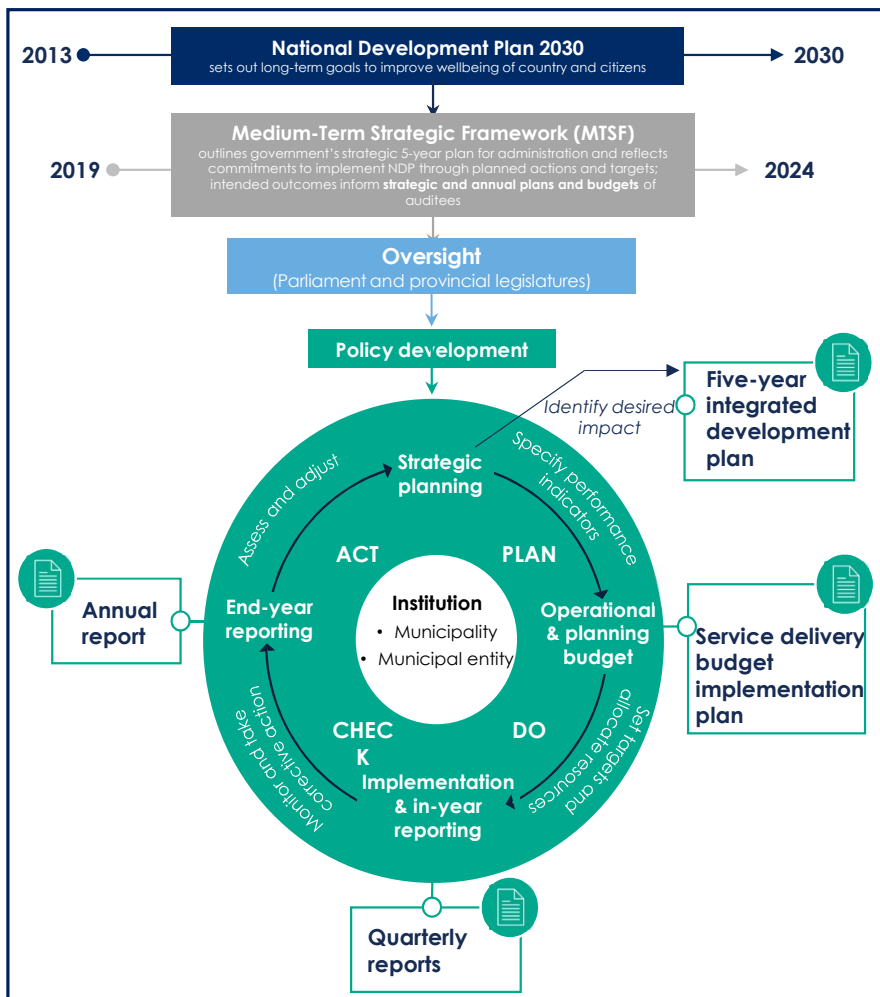 National Development Plan 2030
sets out long-term goals to improve wellbeing of country and citizens
2013
2030
Medium-Term Strategic Framework (MTSF)
outlines government's strategic 5-year plan for administration and reflects
commitments to implement NDP through planned actions and targets;
intended outcomes inform strategic and annual plans and budgets of
auditees
2019
2024
Oversight
(Parliament and provincial legislatures)
Policy development
Five-year
integrated
development
plan
Identify desired
impact
Strategic
planning
Specify performance
indicators
Assess and adjust
ACT
PLAN
Institution
• Municipality
• Municipal entity
Annual
report
End-year
reporting
Operational
& planning
budget
Service delivery
budget
implementation
plan
CHEC
K
DO
Set targets and
allocate resources
Monitor and take
corrective action
Implementation
& in-year
reporting
Quarterly
reports